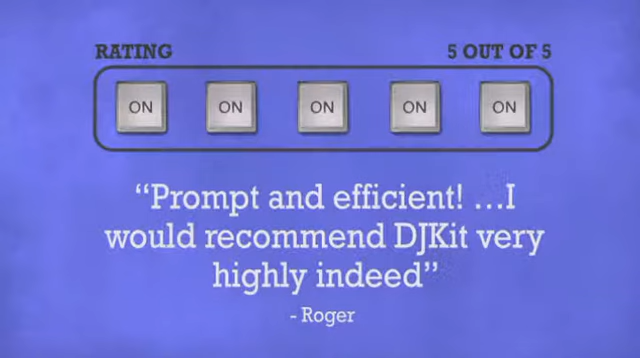 RATING 5 OUT OF 5
ON ON ON ON ON
“Prompt and efficient! ...I
would recommend DJKit very
highly indeed”
- Roger